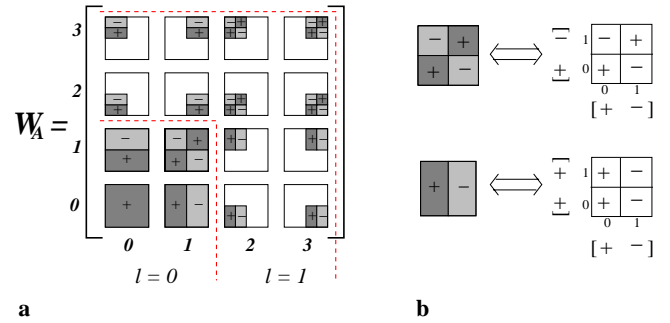 − − − + − +
3 + + + − + −
− − − + − +
2 + + + − + −
W_A =
− − + + − + −
1 + + −
0 + + − + − + −
0 1 2 3
l = 0 l = 1
a
− + [ − 1 − +
+ − + ] 0 + −
0 1
[ + − ]
+ − [ + 1 + −
+ ] 0 + −
0 1
[ + − ]
b